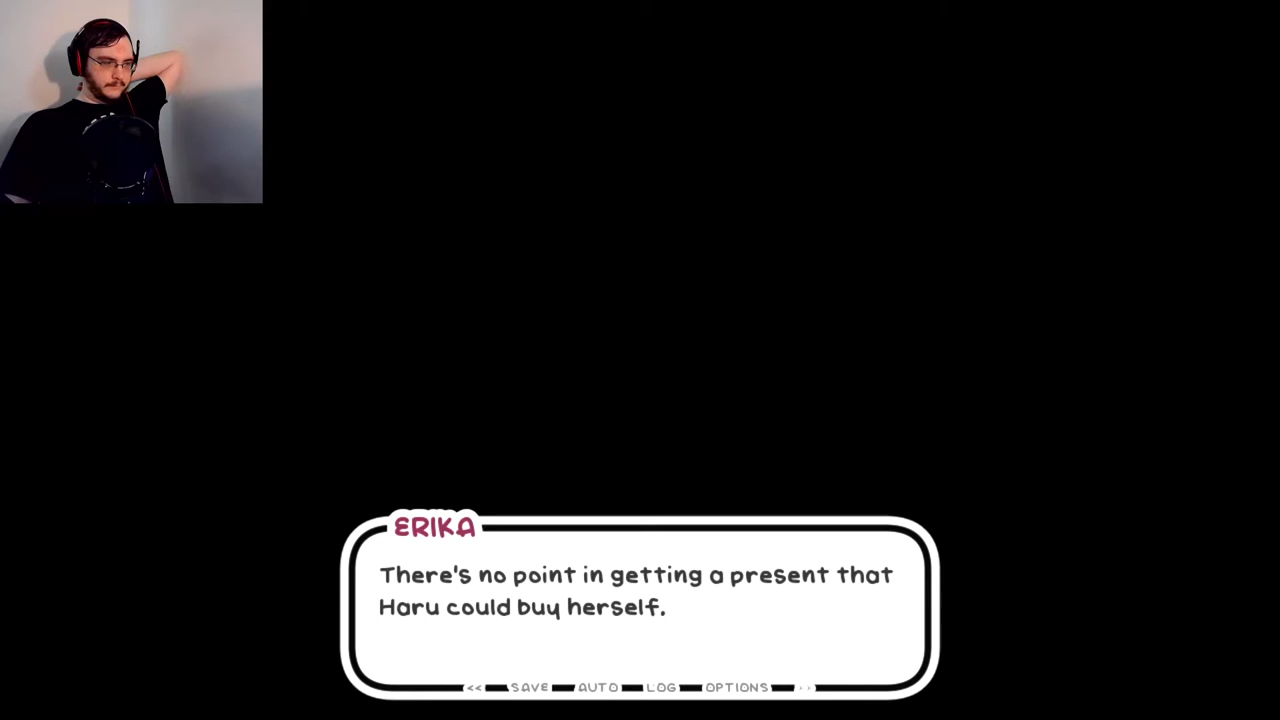 ERIKA
There's no point in getting a present that
Haru could buy herself.
<< SAVE AUTO LOG OPTIONS >>